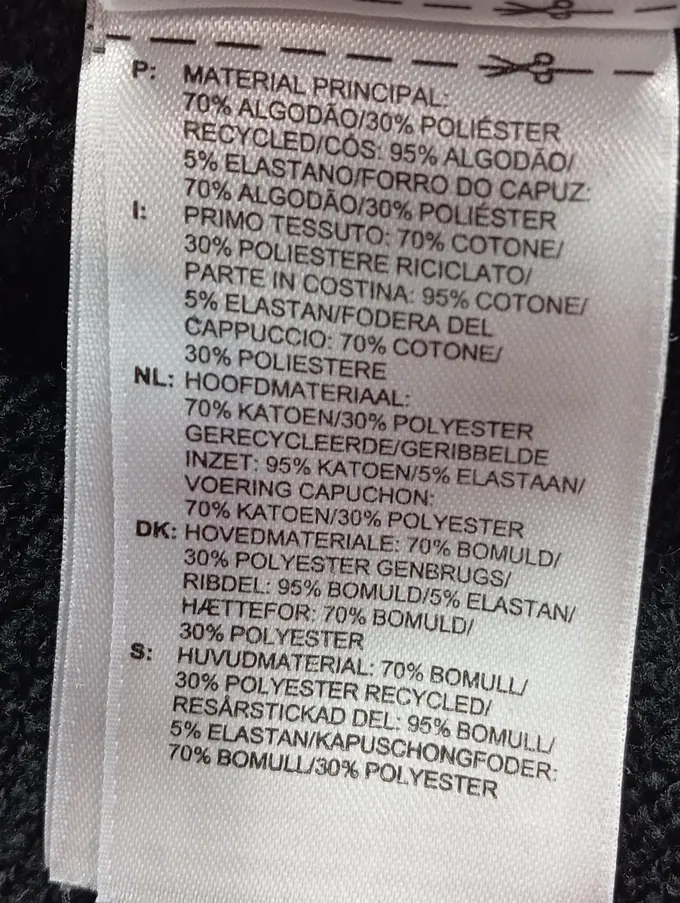 P: MATERIAL PRINCIPAL:
70% ALGODÃO/30% POLIÉSTER
RECYCLED/CÓS: 95% ALGODÃO/
5% ELASTANO/FORRO DO CAPUZ:
70% ALGODÃO/30% POLIÉSTER
I: PRIMO TESSUTO: 70% COTONE/
30% POLIESTERE RICICLATO/
PARTE IN COSTINA: 95% COTONE/
5% ELASTAN/FODERA DEL
CAPPUCCIO: 70% COTONE/
30% POLIESTERE
NL: HOOFDMATERIAAL:
70% KATOEN/30% POLYESTER
GERECYCLEERDE/GERIBBELDE
INZET: 95% KATOEN/5% ELASTAAN/
VOERING CAPUCHON:
70% KATOEN/30% POLYESTER
DK: HOVEDMATERIALE: 70% BOMULD/
30% POLYESTER GENBRUGS/
RIBDEL: 95% BOMULD/5% ELASTAN/
HÆTTEFOR: 70% BOMULD/
30% POLYESTER
S: HUVUDMATERIAL: 70% BOMULL/
30% POLYESTER RECYCLED/
RESÅRSTICKAD DEL: 95% BOMULL/
5% ELASTAN/KAPUSCHONGFODER:
70% BOMULL/30% POLYESTER